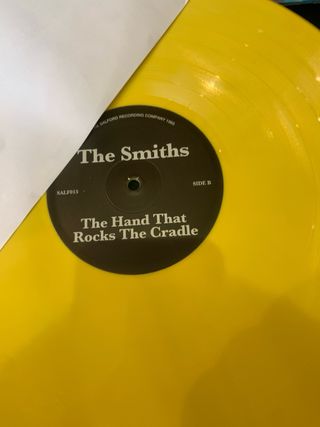 SALFORD RECORDING COMPANY 1983
The Smiths
SALF015 SIDE B
The Hand That
Rocks The Cradle